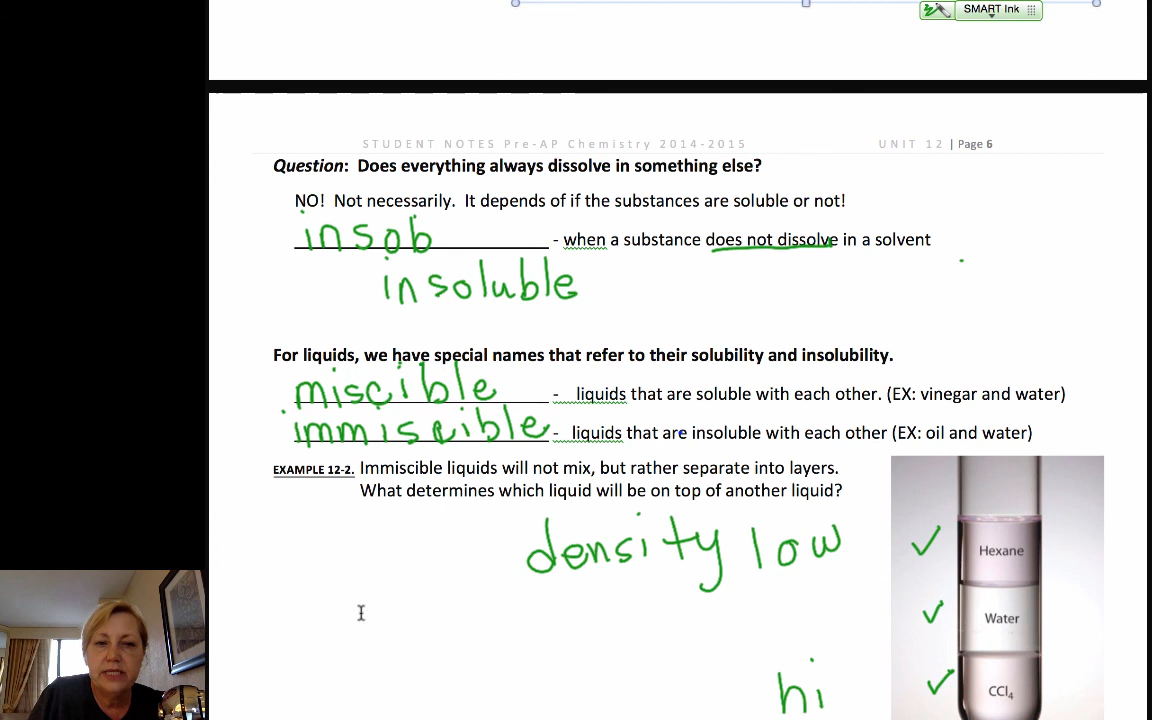 SMART Ink
STUDENT NOTES Pre-AP Chemistry 2014-2015 UNIT 12 | Page 6
Question: Does everything always dissolve in something else?
NO! Not necessarily. It depends of if the substances are soluble or not!
insob - when a substance does not dissolve in a solvent
insoluble
For liquids, we have special names that refer to their solubility and insolubility.
miscible - liquids that are soluble with each other. (EX: vinegar and water)
immiscible - liquids that are insoluble with each other (EX: oil and water)
EXAMPLE 12-2. Immiscible liquids will not mix, but rather separate into layers.
What determines which liquid will be on top of another liquid?
density low
Hexane
Water
hi
CCl₄